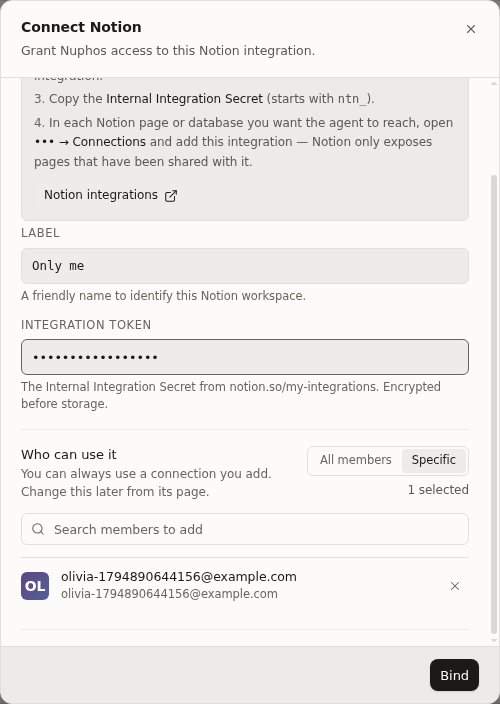 Connect Notion
Grant Nuphos access to this Notion integration.
integration.
3. Copy the Internal Integration Secret (starts with ntn_).
4. In each Notion page or database you want the agent to reach, open
••• → Connections and add this integration — Notion only exposes
pages that have been shared with it.
Notion integrations
LABEL
Only me
A friendly name to identify this Notion workspace.
INTEGRATION TOKEN
•••••••••••••••••
The Internal Integration Secret from notion.so/my-integrations. Encrypted
before storage.
Who can use it
You can always use a connection you add.
Change this later from its page.
All members
Specific
1 selected
Search members to add
OL
olivia-1794890644156@example.com
olivia-1794890644156@example.com
Bind